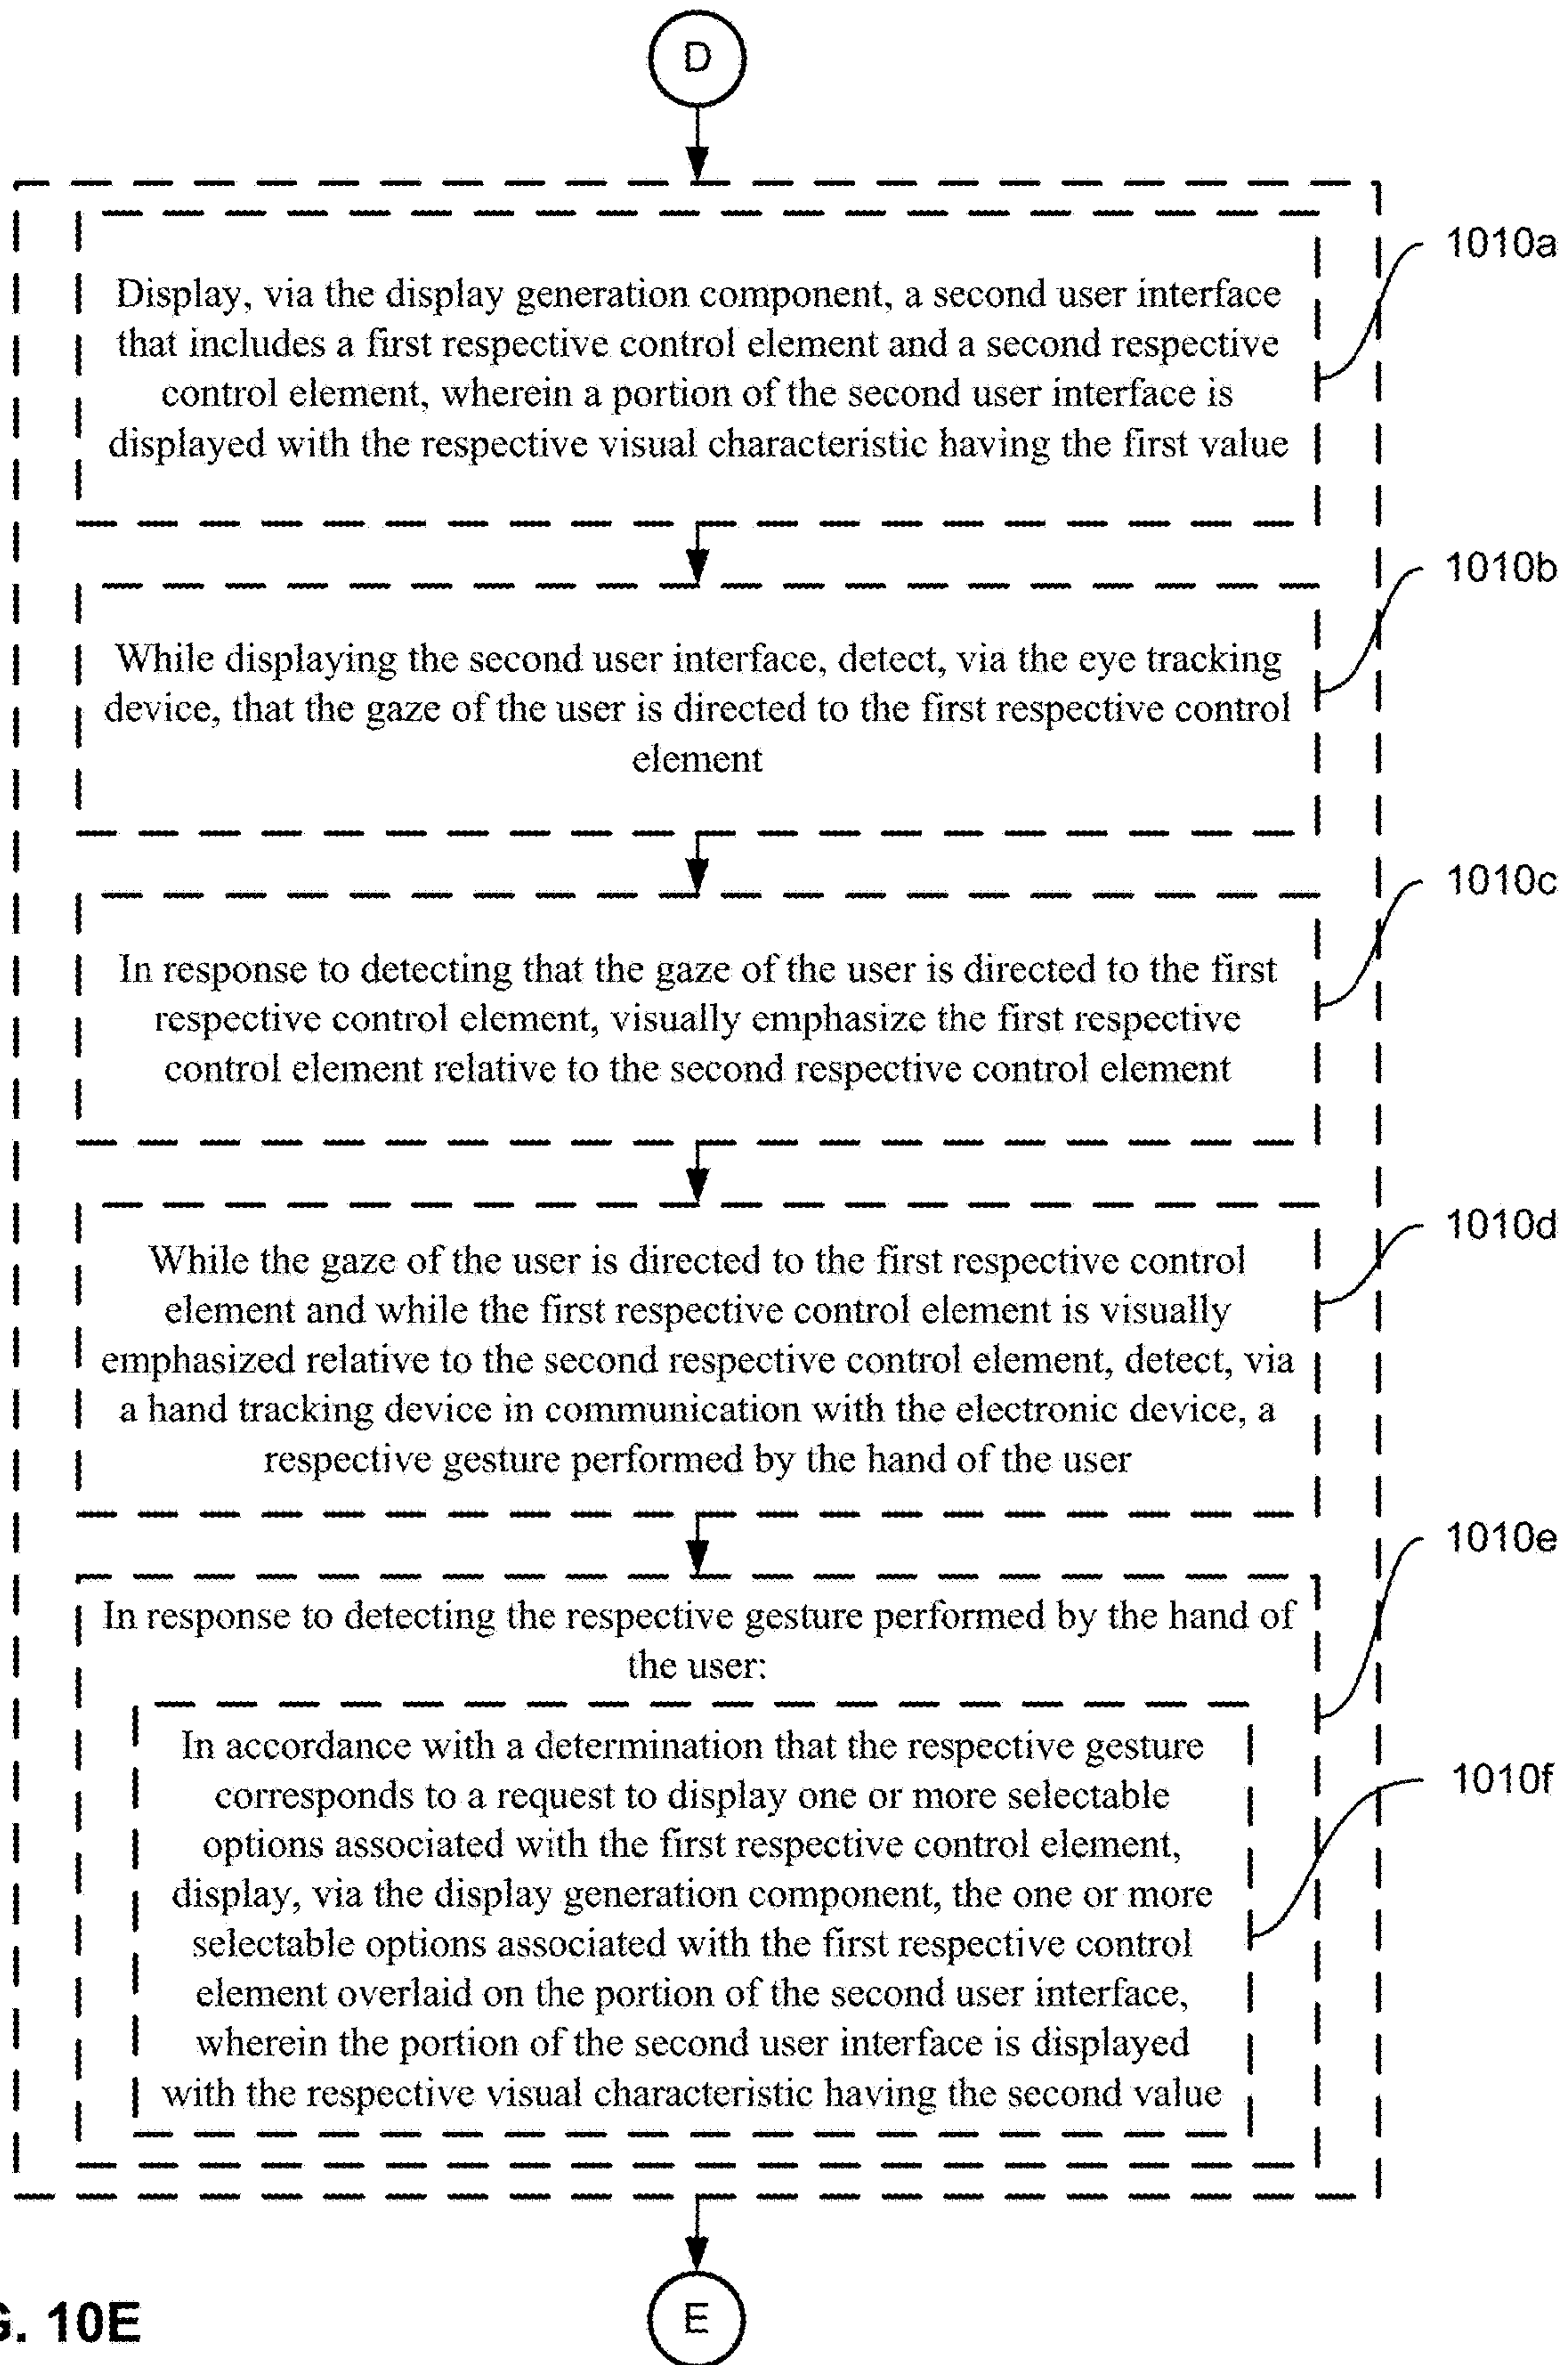 D
Display, via the display generation component, a second user interface
that includes a first respective control element and a second respective
control element, wherein a portion of the second user interface is
displayed with the respective visual characteristic having the first value
1010a
While displaying the second user interface, detect, via the eye tracking
device, that the gaze of the user is directed to the first respective control
element
1010b
In response to detecting that the gaze of the user is directed to the first
respective control element, visually emphasize the first respective
control element relative to the second respective control element
1010c
While the gaze of the user is directed to the first respective control
element and while the first respective control element is visually
emphasized relative to the second respective control element, detect, via
a hand tracking device in communication with the electronic device, a
respective gesture performed by the hand of the user
1010d
In response to detecting the respective gesture performed by the hand of
the user:
1010e
In accordance with a determination that the respective gesture
corresponds to a request to display one or more selectable
options associated with the first respective control element,
display, via the display generation component, the one or more
selectable options associated with the first respective control
element overlaid on the portion of the second user interface,
wherein the portion of the second user interface is displayed
with the respective visual characteristic having the second value
1010f
G. 10E
E